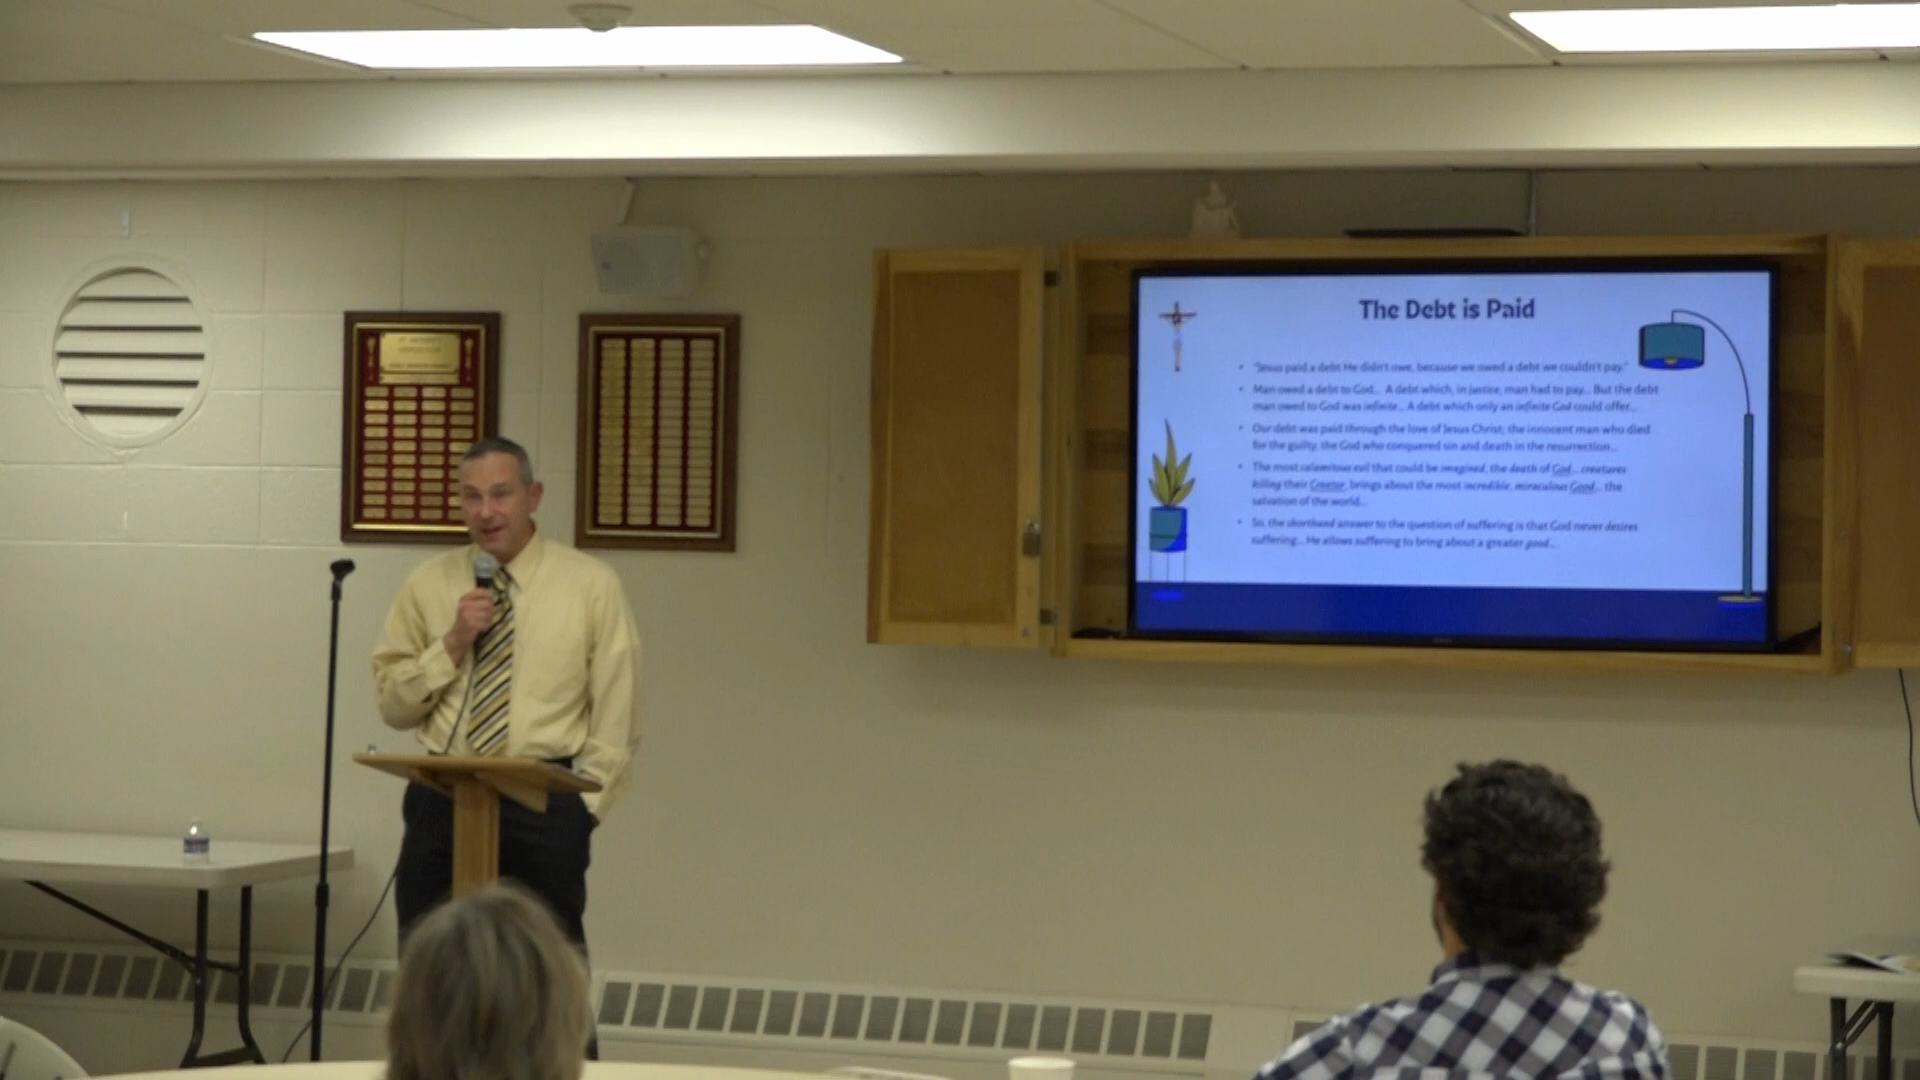 The Debt is Paid
• "Jesus paid a debt He didn't owe, because we owed a debt we couldn't pay."
• Man owed a debt to God... A debt which, in justice, man had to pay... But the debt
man owed to God was infinite... A debt which only an infinite God could offer...
• Our debt was paid through the love of Jesus Christ; the innocent man who died
for the guilty, the God who conquered sin and death in the resurrection...
• The most calamitous evil that could be imagined, the death of God... creatures
killing their Creator, brings about the most incredible, miraculous Good... the
salvation of the world...
• So, the shorthand answer to the question of suffering is that God never desires
suffering... He allows suffering to bring about a greater good...